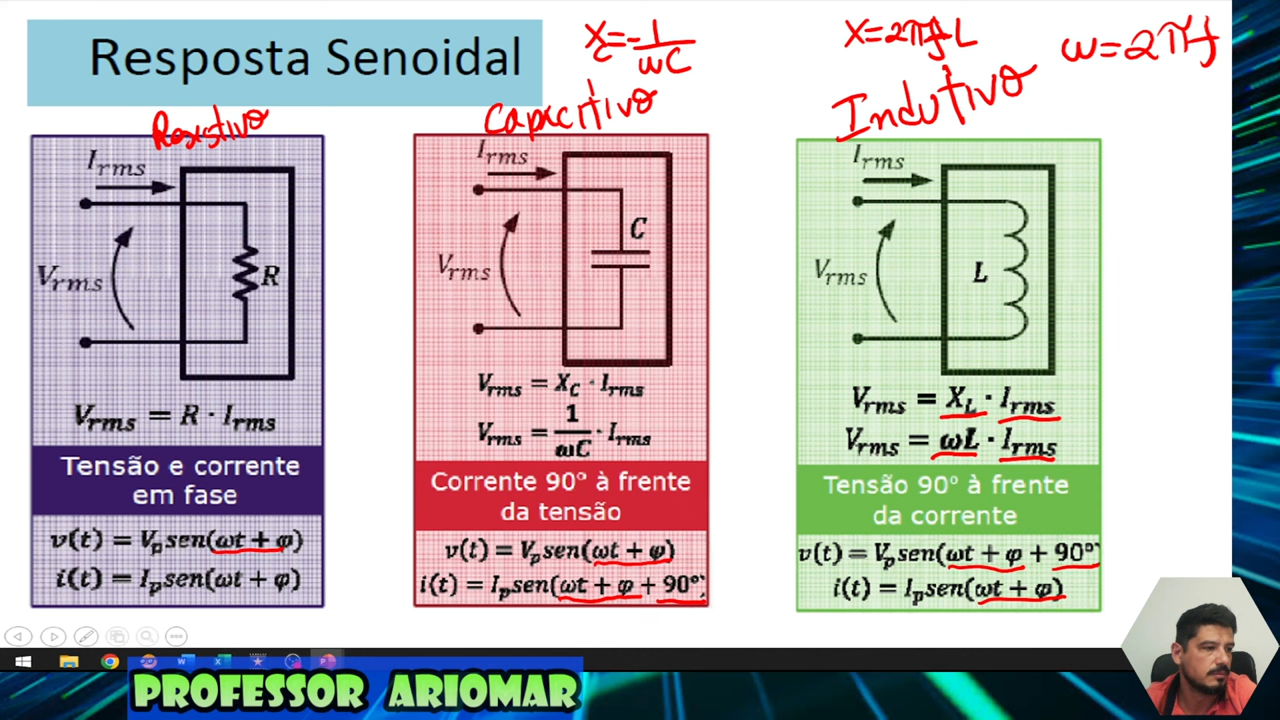 Resposta Senoidal
Xc=-1/ωC
X=2πfL
ω=2πf
Resistivo
Capacitivo
Indutivo
Irms
Vrms
R
Vrms = R · Irms
Tensão e corrente
em fase
v(t) = Vpsen(ωt + φ)
i(t) = Ipsen(ωt + φ)
Irms
C
Vrms
Vrms = XC · Irms
Vrms = 1/ωC · Irms
Corrente 90° à frente
da tensão
v(t) = Vpsen(ωt + φ)
i(t) = Ipsen(ωt + φ + 90°)
Irms
Vrms
L
Vrms = XL · Irms
Vrms = ωL · Irms
Tensão 90° à frente
da corrente
v(t) = Vpsen(ωt + φ + 90°)
i(t) = Ipsen(ωt + φ)
PROFESSOR ARIOMAR